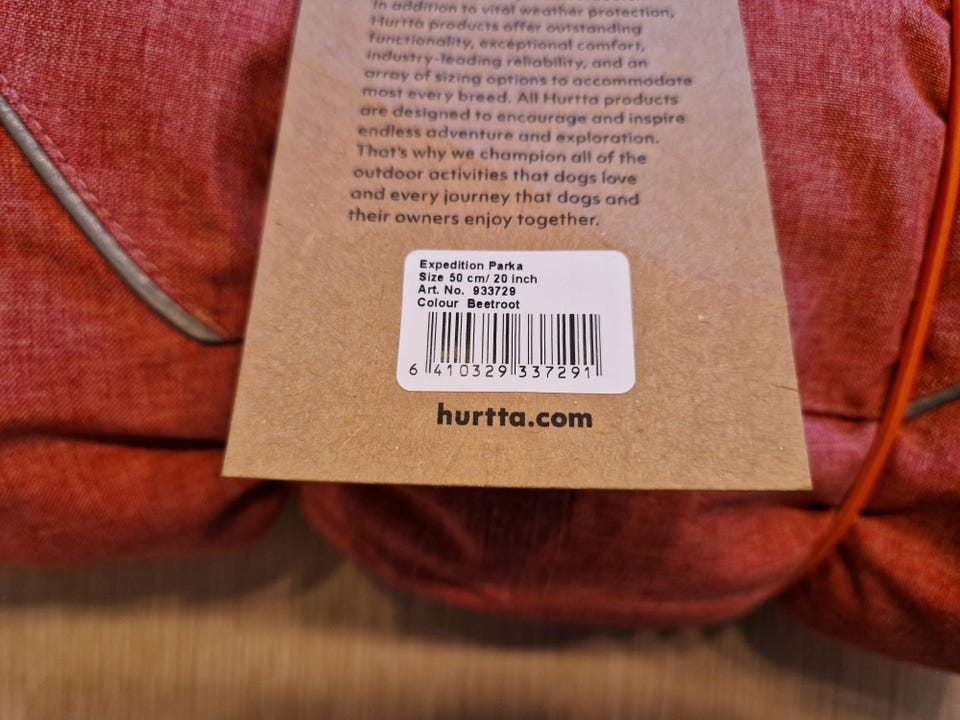 In addition to vital weather protection,
Hurtta products offer outstanding
functionality, exceptional comfort,
industry-leading reliability, and an
array of sizing options to accommodate
most every breed. All Hurtta products
are designed to encourage and inspire
endless adventure and exploration.
That's why we champion all of the
outdoor activities that dogs love
and every journey that dogs and
their owners enjoy together.
Expedition Parka
Size 50 cm/ 20 inch
Art. No. 933729
Colour Beetroot
6 410329 337291
hurtta.com